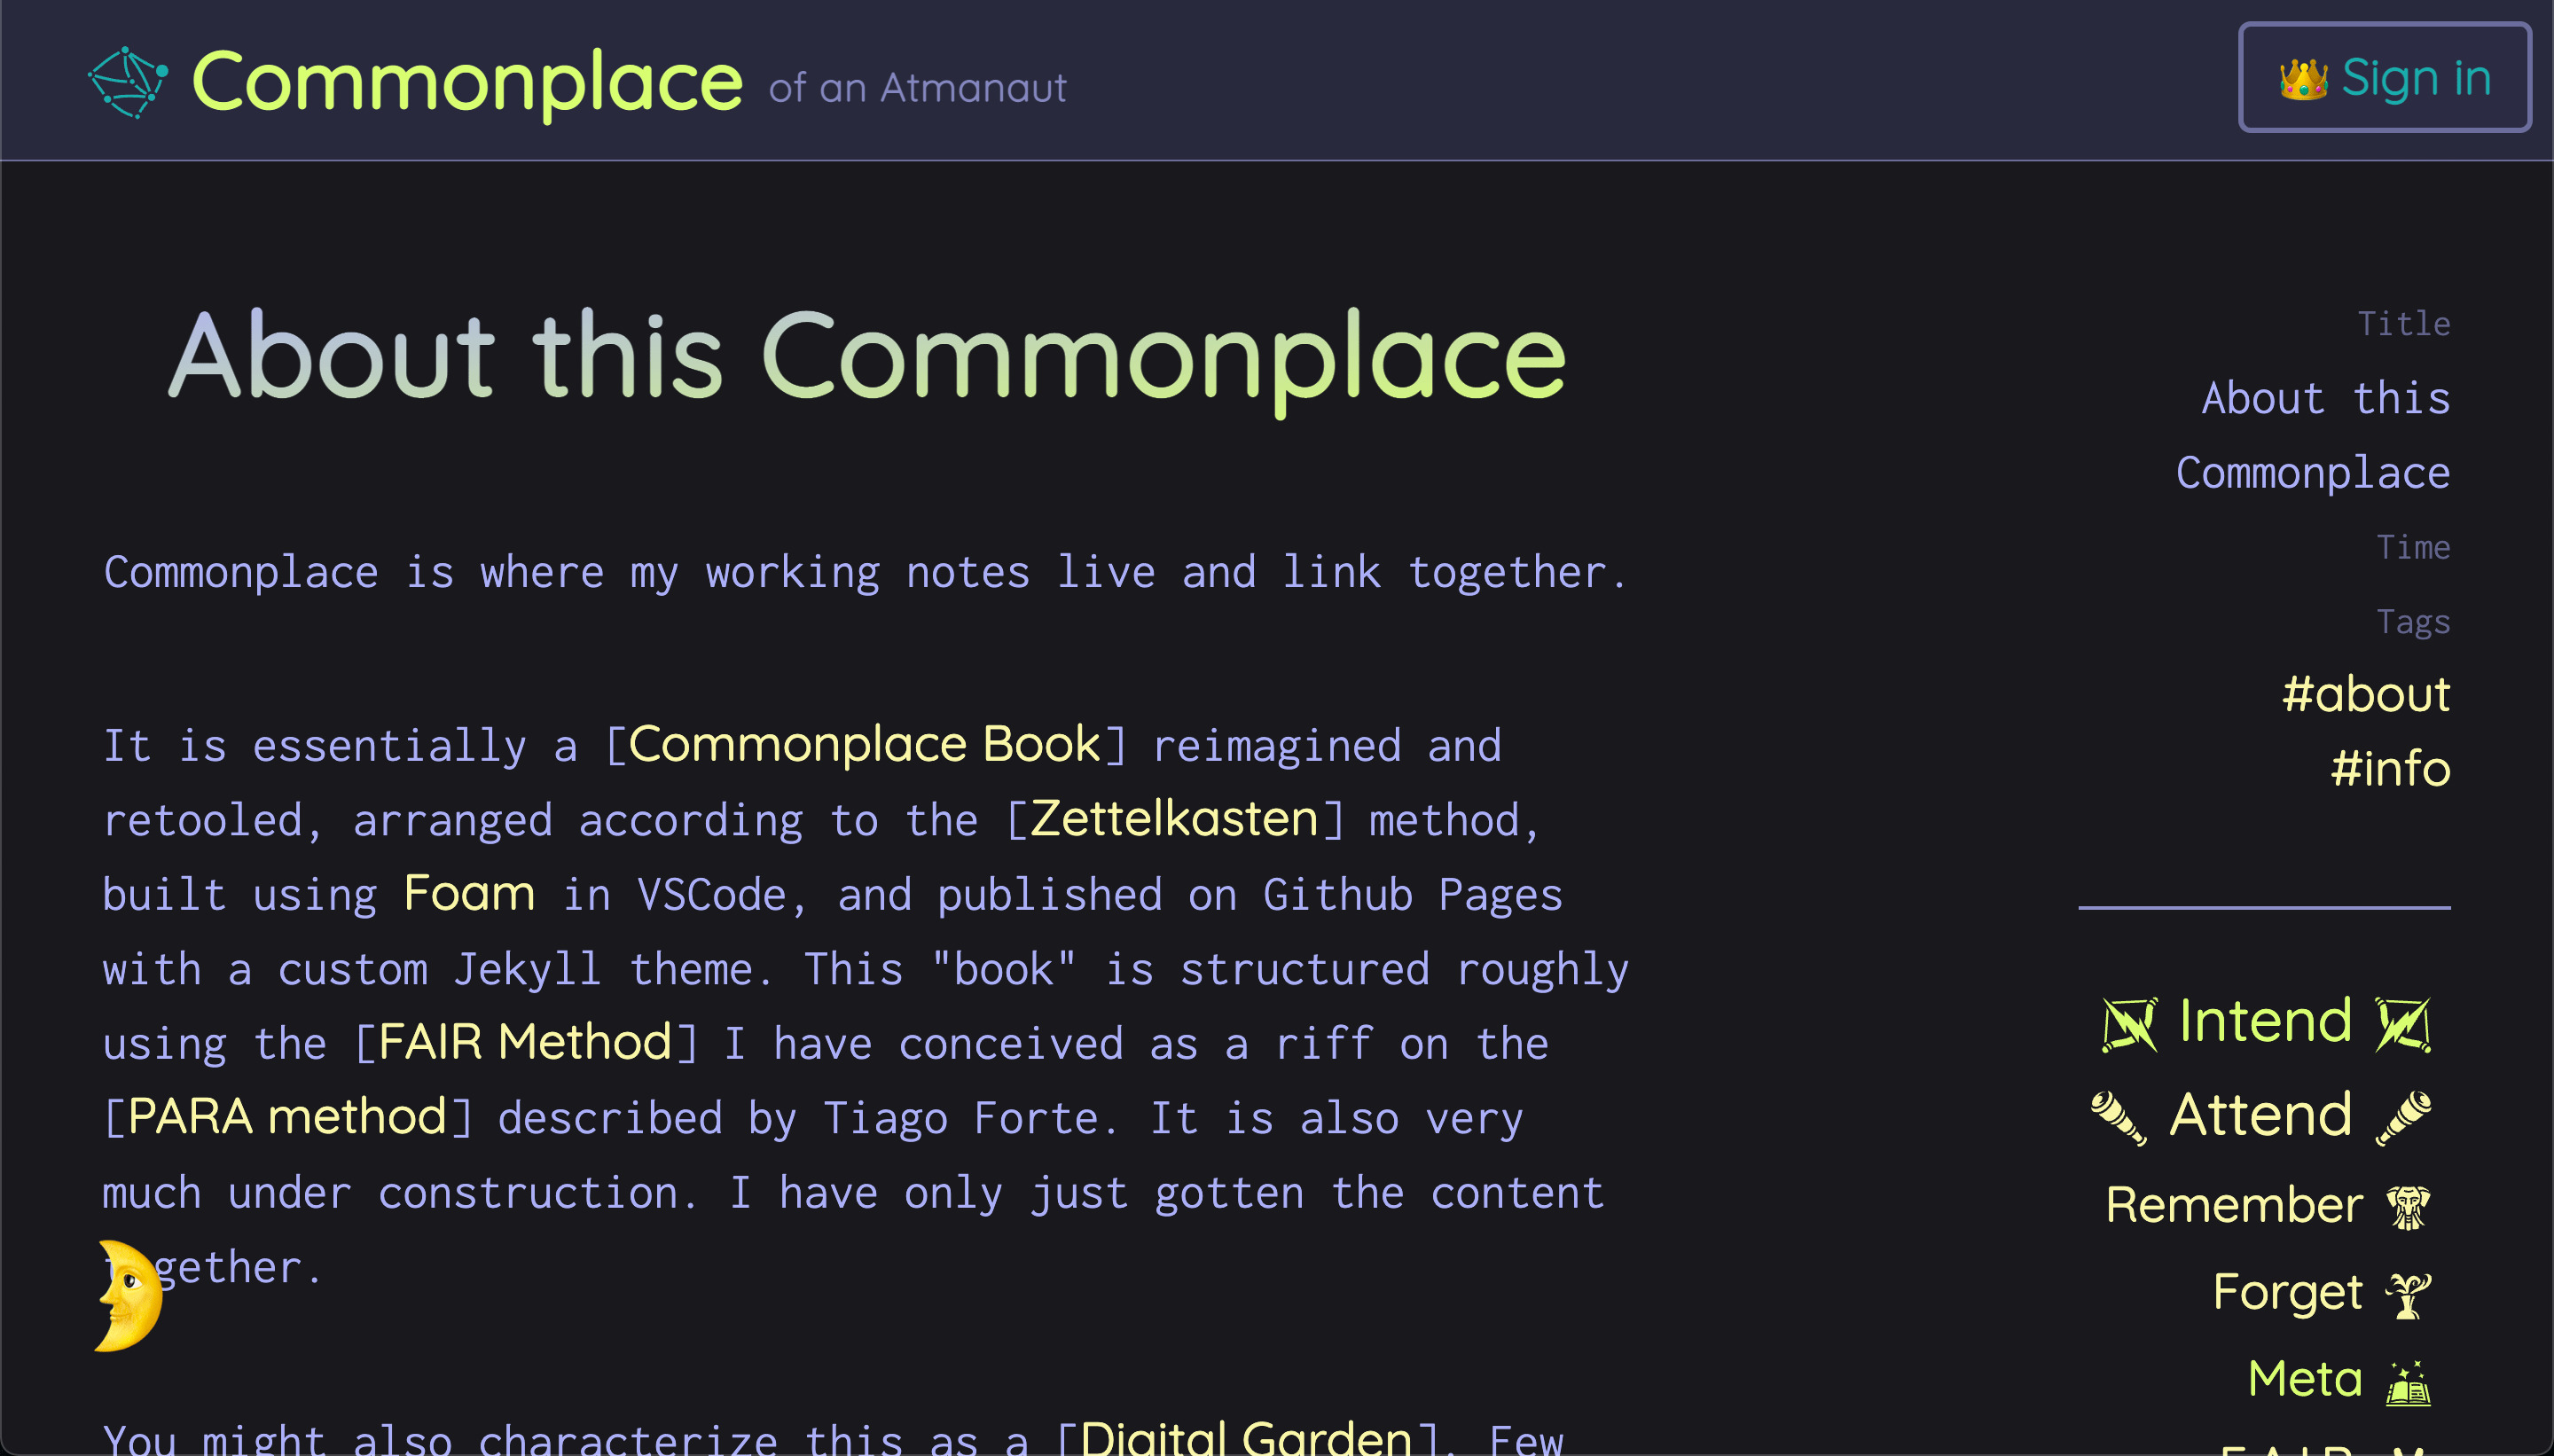 Commonplace of an Atmanaut
Sign in
About this Commonplace
Commonplace is where my working notes live and link together.
It is essentially a [Commonplace Book] reimagined and
retooled, arranged according to the [Zettelkasten] method,
built using Foam in VSCode, and published on Github Pages
with a custom Jekyll theme. This "book" is structured roughly
using the [FAIR Method] I have conceived as a riff on the
[PARA method] described by Tiago Forte. It is also very
much under construction. I have only just gotten the content
together.
You might also characterize this as a [Digital Garden]. Few
Title
About this
Commonplace
Time
Tags
#about
#info
Intend
Attend
Remember
Forget
Meta